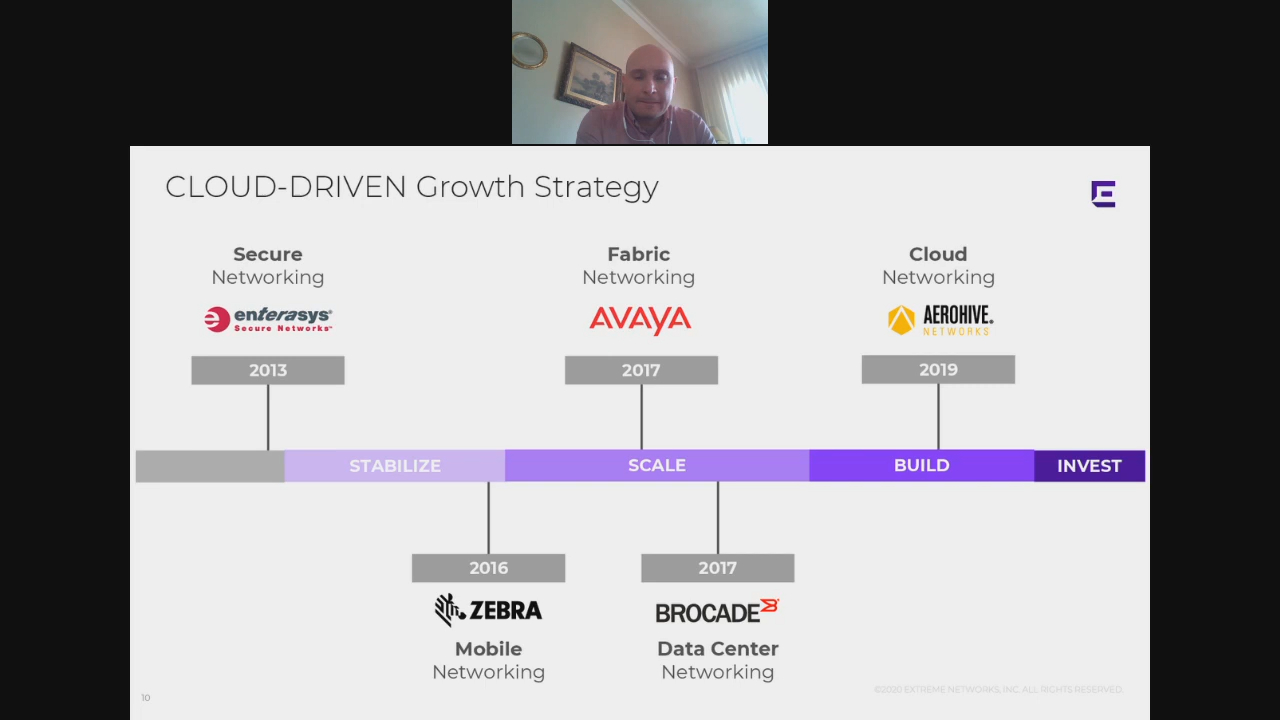 CLOUD-DRIVEN Growth Strategy
Secure
Networking
enterasys®
Secure Networks™
2013
Fabric
Networking
AVAYA
2017
Cloud
Networking
AEROHIVE®
NETWORKS
2019
STABILIZE
SCALE
BUILD
INVEST
2016
ZEBRA
Mobile
Networking
2017
BROCADE
Data Center
Networking
10
©2020 EXTREME NETWORKS, INC. ALL RIGHTS RESERVED.